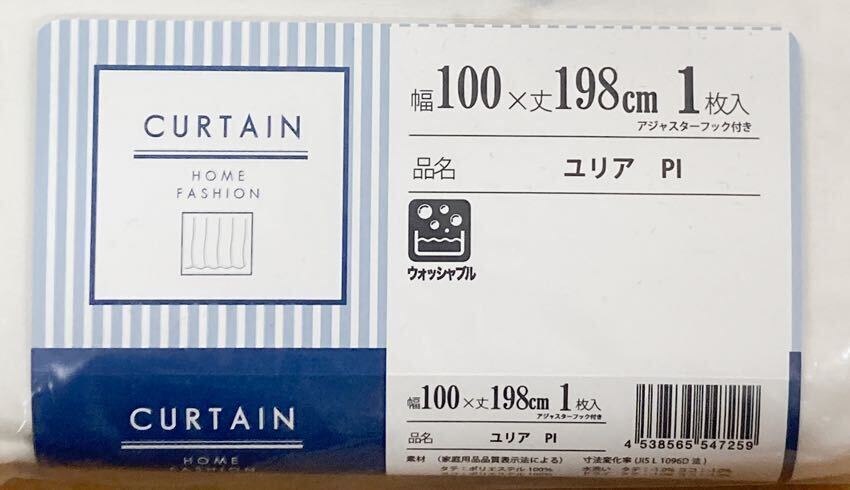 CURTAIN
HOME
FASHION
幅100×丈198cm 1枚入
アジャスターフック付き
品名 ユリア PI
ウォッシャブル
CURTAIN
HOME
FASHION
幅100×丈198cm 1枚入
アジャスターフック付き
品名 ユリア PI
4 538565 547259
素材 (家庭用品品質表示法による) 寸法変化率(JIS L 1096D 法)
タテ:ポリエステル100%